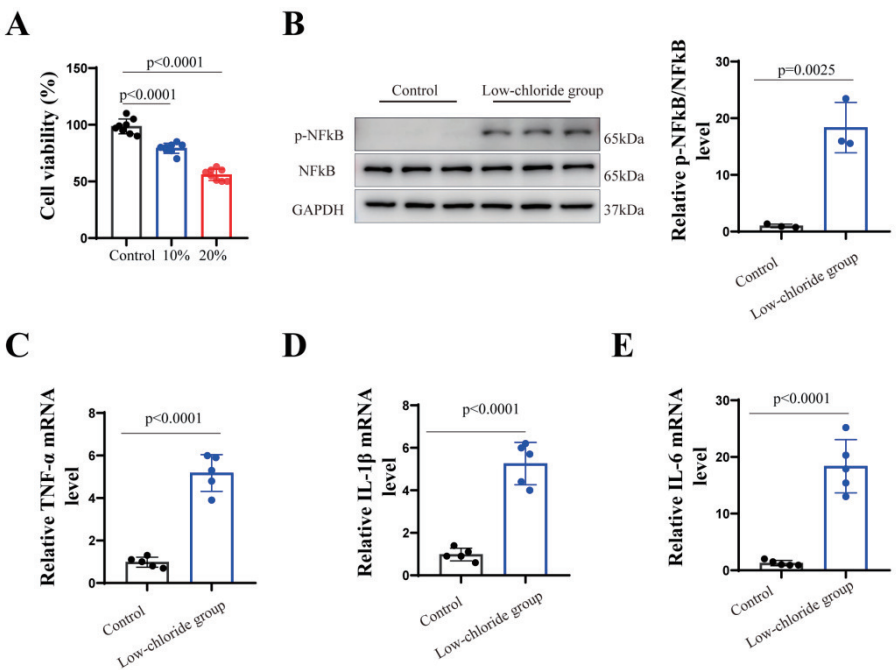 A
Cell viability (%)
150
100
50
0
p<0.0001
p<0.0001
Control 10% 20%
B
Control Low-chloride group
p-NFkB 65kDa
NFkB 65kDa
GAPDH 37kDa
Relative p-NFkB/NFkB
level
30
20
10
0
p=0.0025
Control
Low-chloride group
C
Relative TNF-α mRNA
level
8
6
4
2
0
p<0.0001
Control
Low-chloride group
D
Relative IL-1β mRNA
level
8
6
4
2
0
p<0.0001
Control
Low-chloride group
E
Relative IL-6 mRNA
level
30
20
10
0
p<0.0001
Control
Low-chloride group